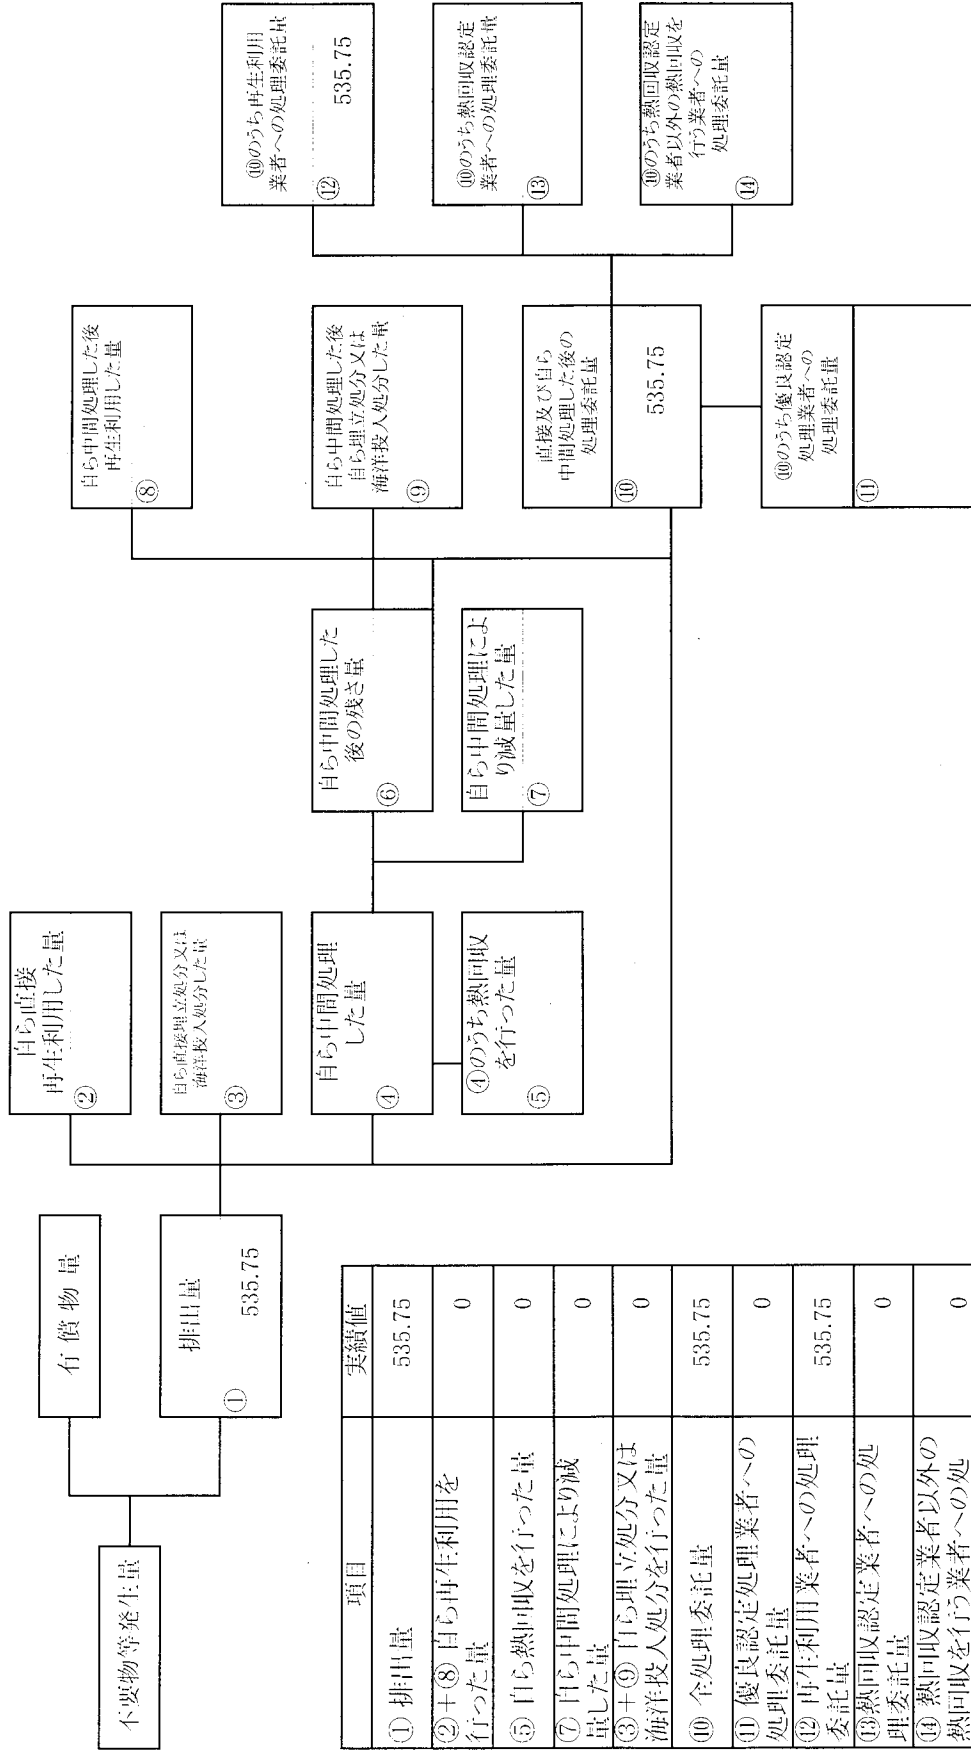 不要物等発生量
有償物量
排出量
① 535.75
自ら直接
再生利用した量
②
自ら直接埋立処分又は
海洋投入処分した量
③
自ら中間処理
した量
④
④のうち熱回収
を行った量
⑤
自ら中間処理した
後の残さ量
⑥
自ら中間処理によ
り減量した量
⑦
自ら中間処理した後
再生利用した量
⑧
自ら中間処理した後
自ら埋立処分又は
海洋投入処分した量
⑨
直接及び自ら
中間処理した後の
処理委託量
⑩ 535.75
⑩のうち優良認定
処理業者への
処理委託量
⑪
⑩のうち再生利用
業者への処理委託量
⑫ 535.75
⑩のうち熱回収認定
業者への処理委託量
⑬
⑩のうち熱回収認定
業者以外の熱回収を
行う業者への
処理委託量
⑭
項目 実績値
① 排出量 535.75
②+⑧ 自ら再生利用を
行った量 0
⑤ 自ら熱回収を行った量 0
⑦ 自ら中間処理により減
量した量 0
③+⑨ 自ら埋立処分又は
海洋投入処分を行った量 0
⑩ 全処理委託量 535.75
⑪ 優良認定処理業者への
処理委託量 0
⑫ 再生利用業者への処理
委託量 535.75
⑬熱回収認定業者への処
理委託量 0
⑭ 熱回収認定業者以外の
熱回収を行う業者への処 0